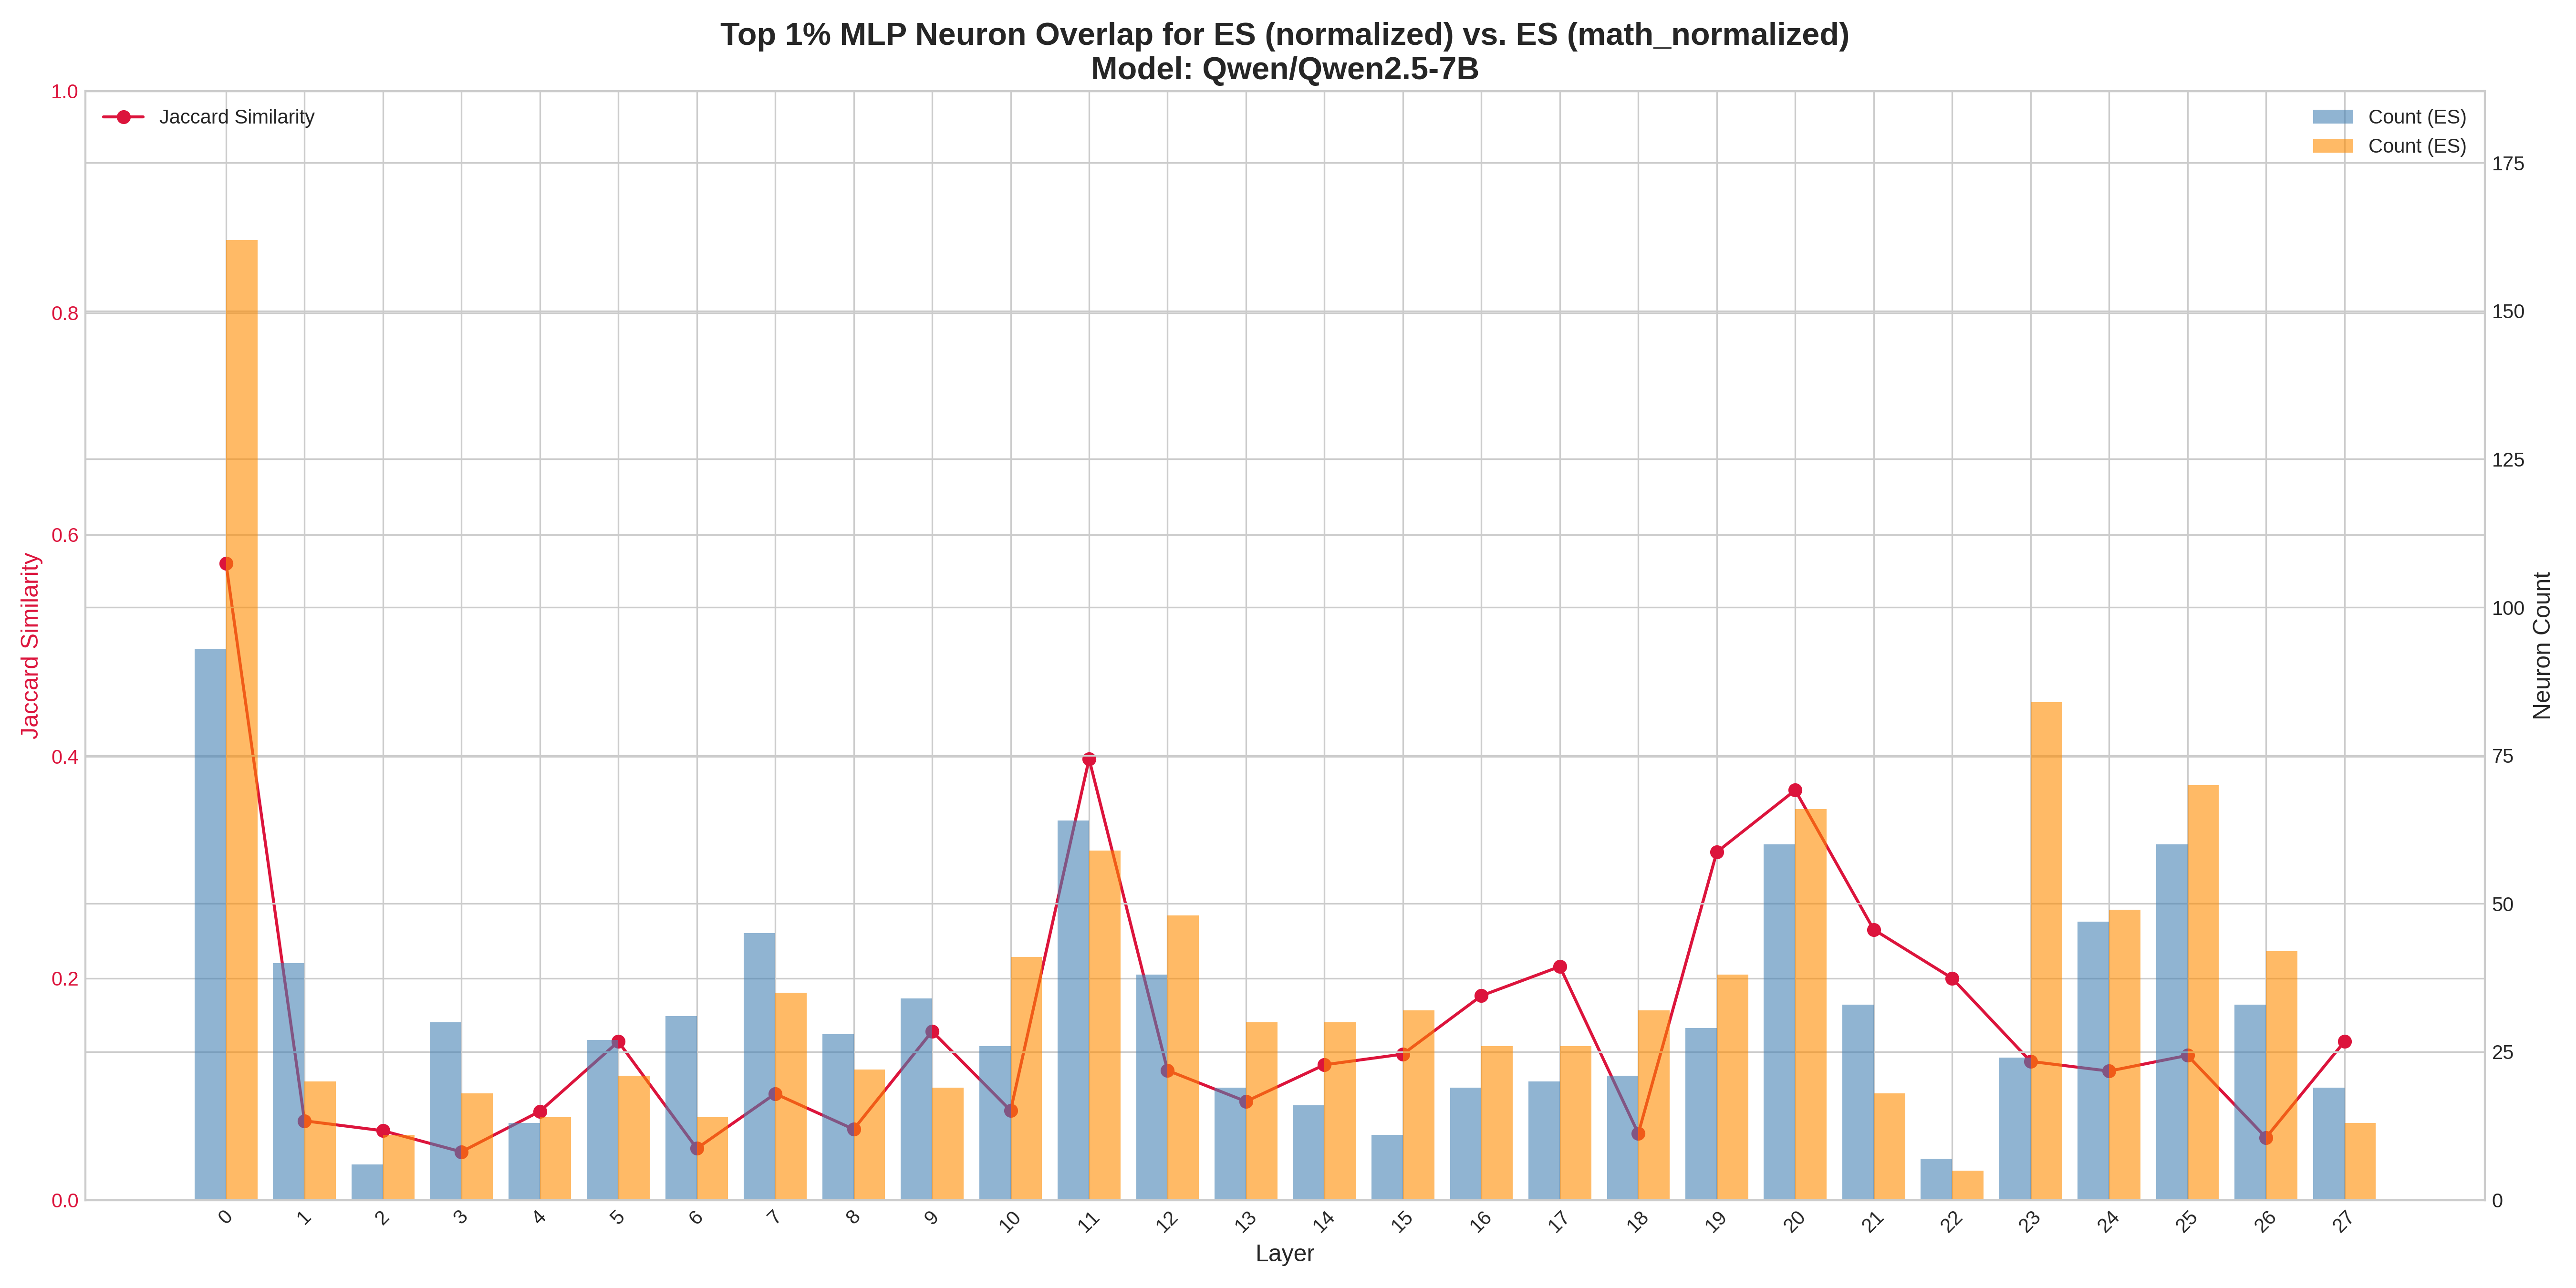 Top 1% MLP Neuron Overlap for ES (normalized) vs. ES (math_normalized)
Model: Qwen/Qwen2.5-7B
Jaccard Similarity
Count (ES)
Count (ES)
Jaccard Similarity
1.0
0.8
0.6
0.4
0.2
0.0
175
150
125
100
75
50
25
0
Neuron Count
0 1 2 3 4 5 6 7 8 9 10 11 12 13 14 15 16 17 18 19 20 21 22 23 24 25 26 27
Layer